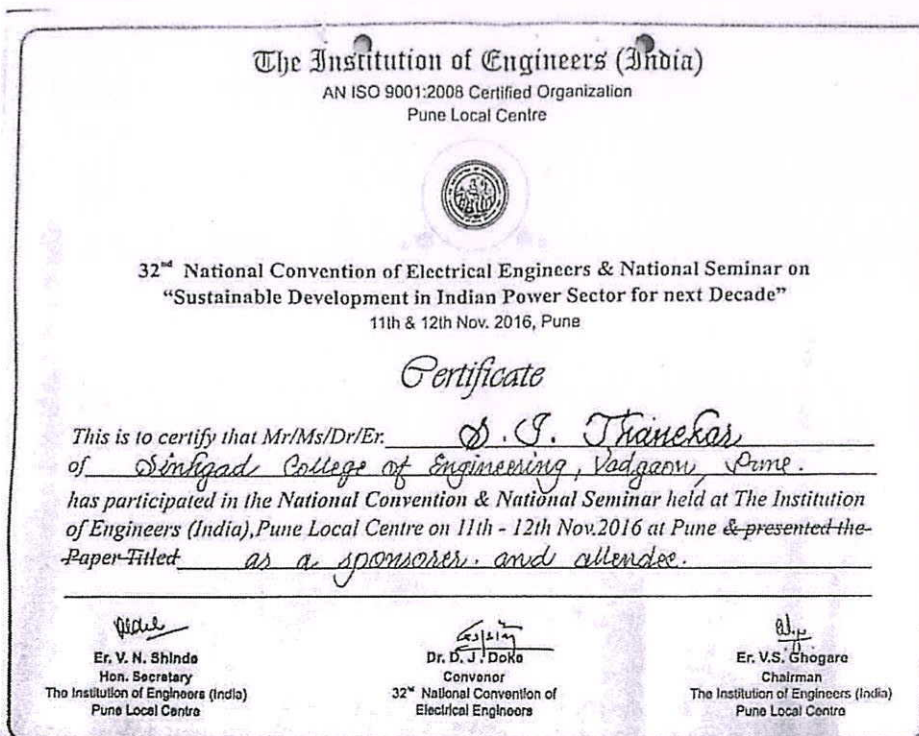 The Institution of Engineers (India)
AN ISO 9001:2008 Certified Organization
Pune Local Centre
32nd National Convention of Electrical Engineers & National Seminar on
“Sustainable Development in Indian Power Sector for next Decade”
11th & 12th Nov. 2016, Pune
Certificate
This is to certify that Mr/Ms/Dr/Er. S. J. Thanekar
of Sinhgad College of Engineering, Vadgaon, Pune.
has participated in the National Convention & National Seminar held at The Institution
of Engineers (India),Pune Local Centre on 11th - 12th Nov.2016 at Pune & presented the
Paper Titled as a sponsorer. and attendee.
Er. V. N. Shinde
Hon. Secretary
The Institution of Engineers (India)
Pune Local Centre
Dr. D. J. Doke
Convenor
32nd National Convention of
Electrical Engineers
Er. V.S. Ghogare
Chairman
The Institution of Engineers (India)
Pune Local Centre